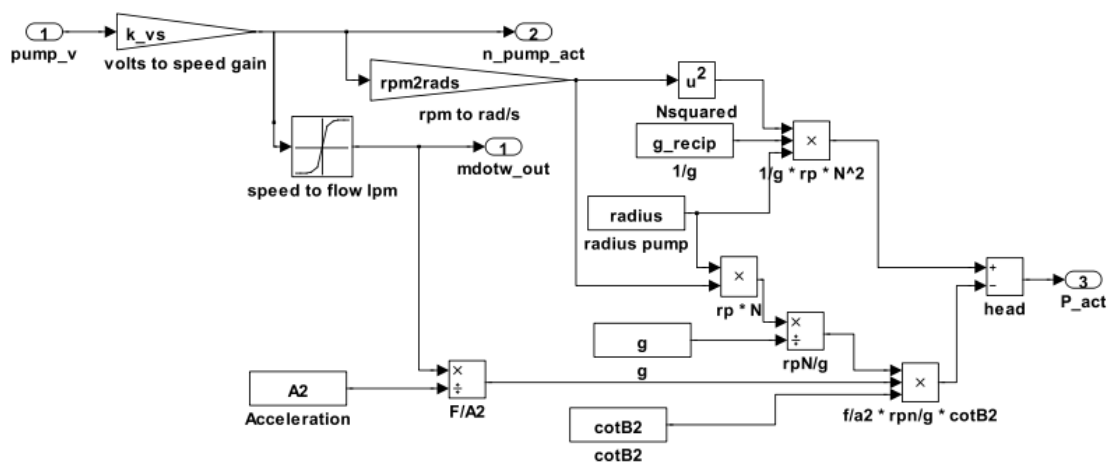 1
pump_v
k_vs
volts to speed gain
2
n_pump_act
rpm2rads
rpm to rad/s
u²
Nsquared
g_recip
1/g
×
1/g * rp * N^2
speed to flow lpm
1
mdotw_out
radius
radius pump
×
rp * N
+
−
head
3
P_act
g
g
×
÷
rpN/g
A2
Acceleration
×
÷
F/A2
×
f/a2 * rpn/g * cotB2
cotB2
cotB2